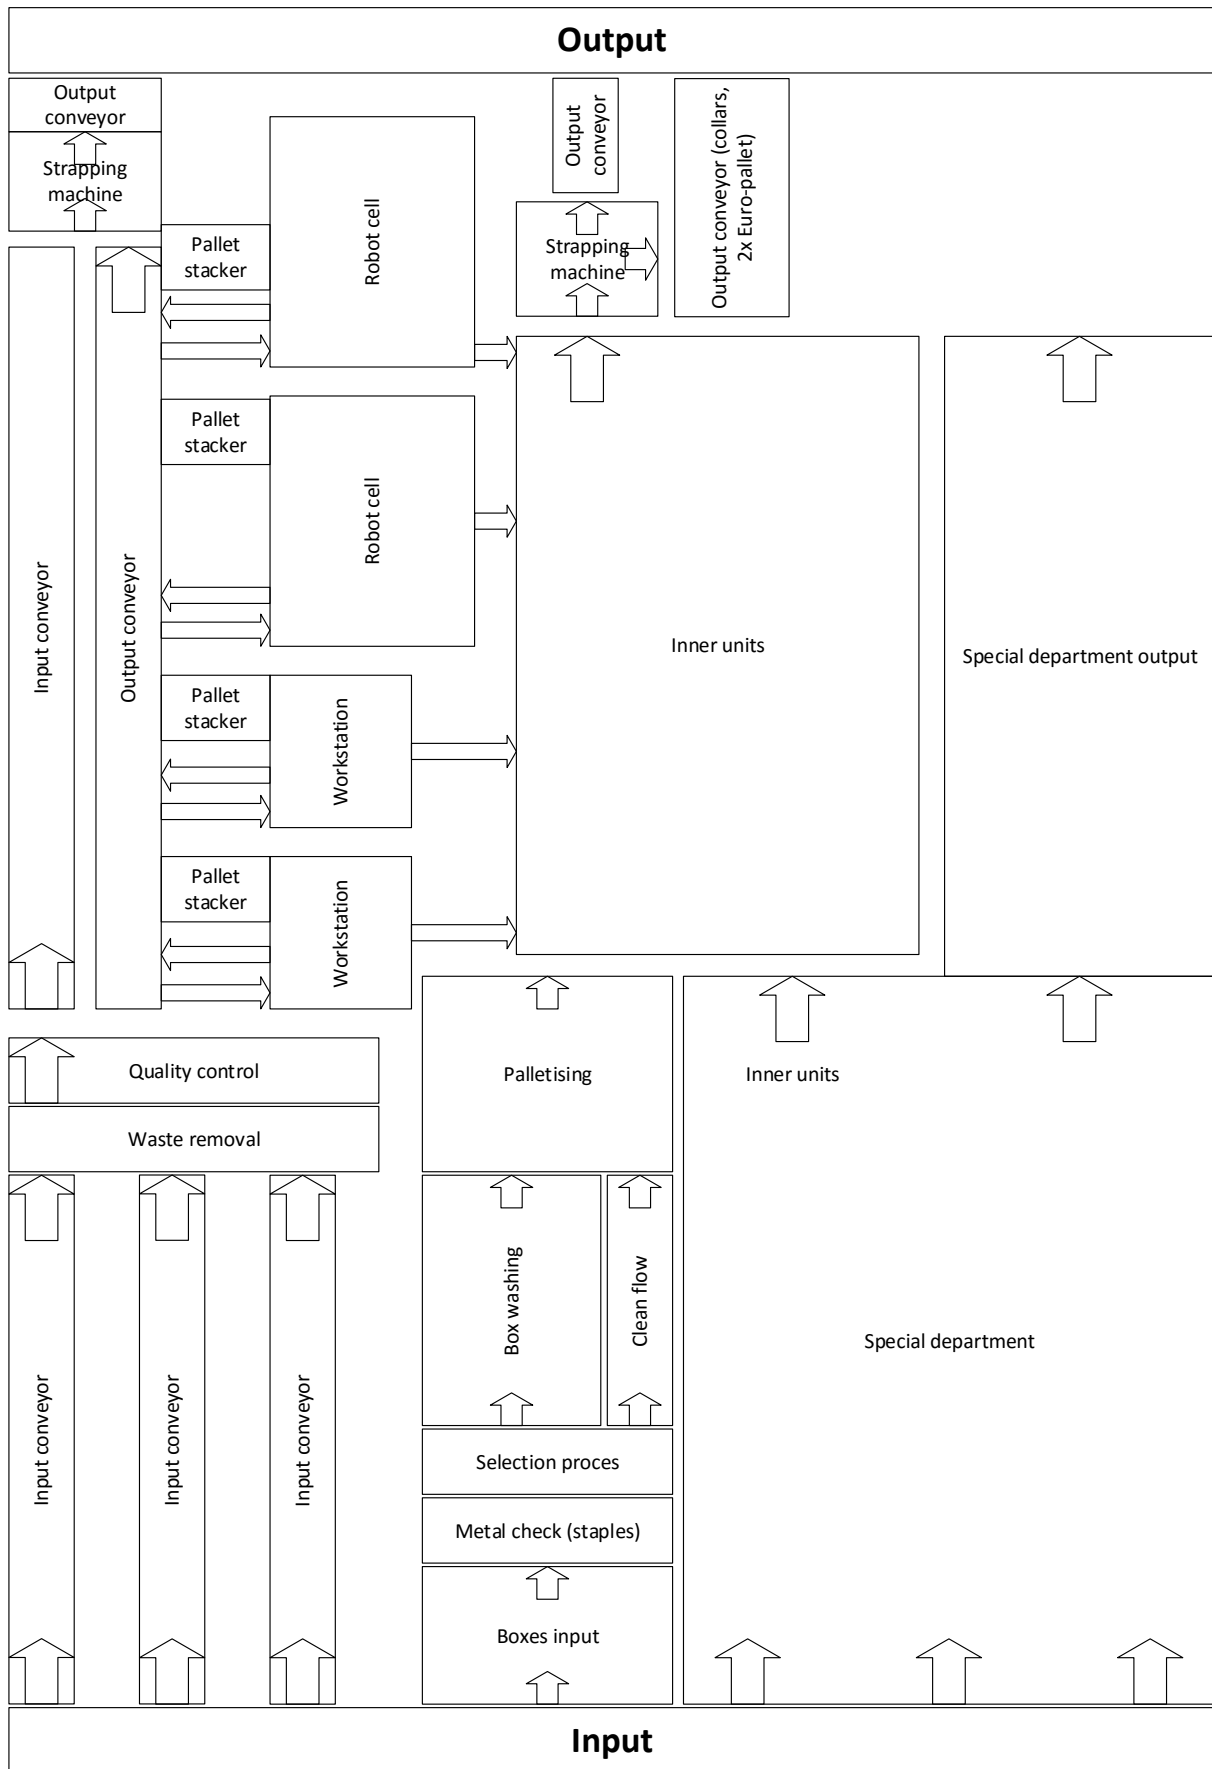 Output
Output
conveyor
Strapping
machine
Output
conveyor
Output conveyor (collars,
2x Euro-pallet)
Strapping
machine
Pallet
stacker
Robot cell
Pallet
stacker
Robot cell
Input conveyor
Output conveyor
Inner units
Special department output
Pallet
stacker
Workstation
Pallet
stacker
Workstation
Quality control
Waste removal
Palletising
Inner units
Input conveyor
Input conveyor
Input conveyor
Box washing
Clean flow
Special department
Selection proces
Metal check (staples)
Boxes input
Input